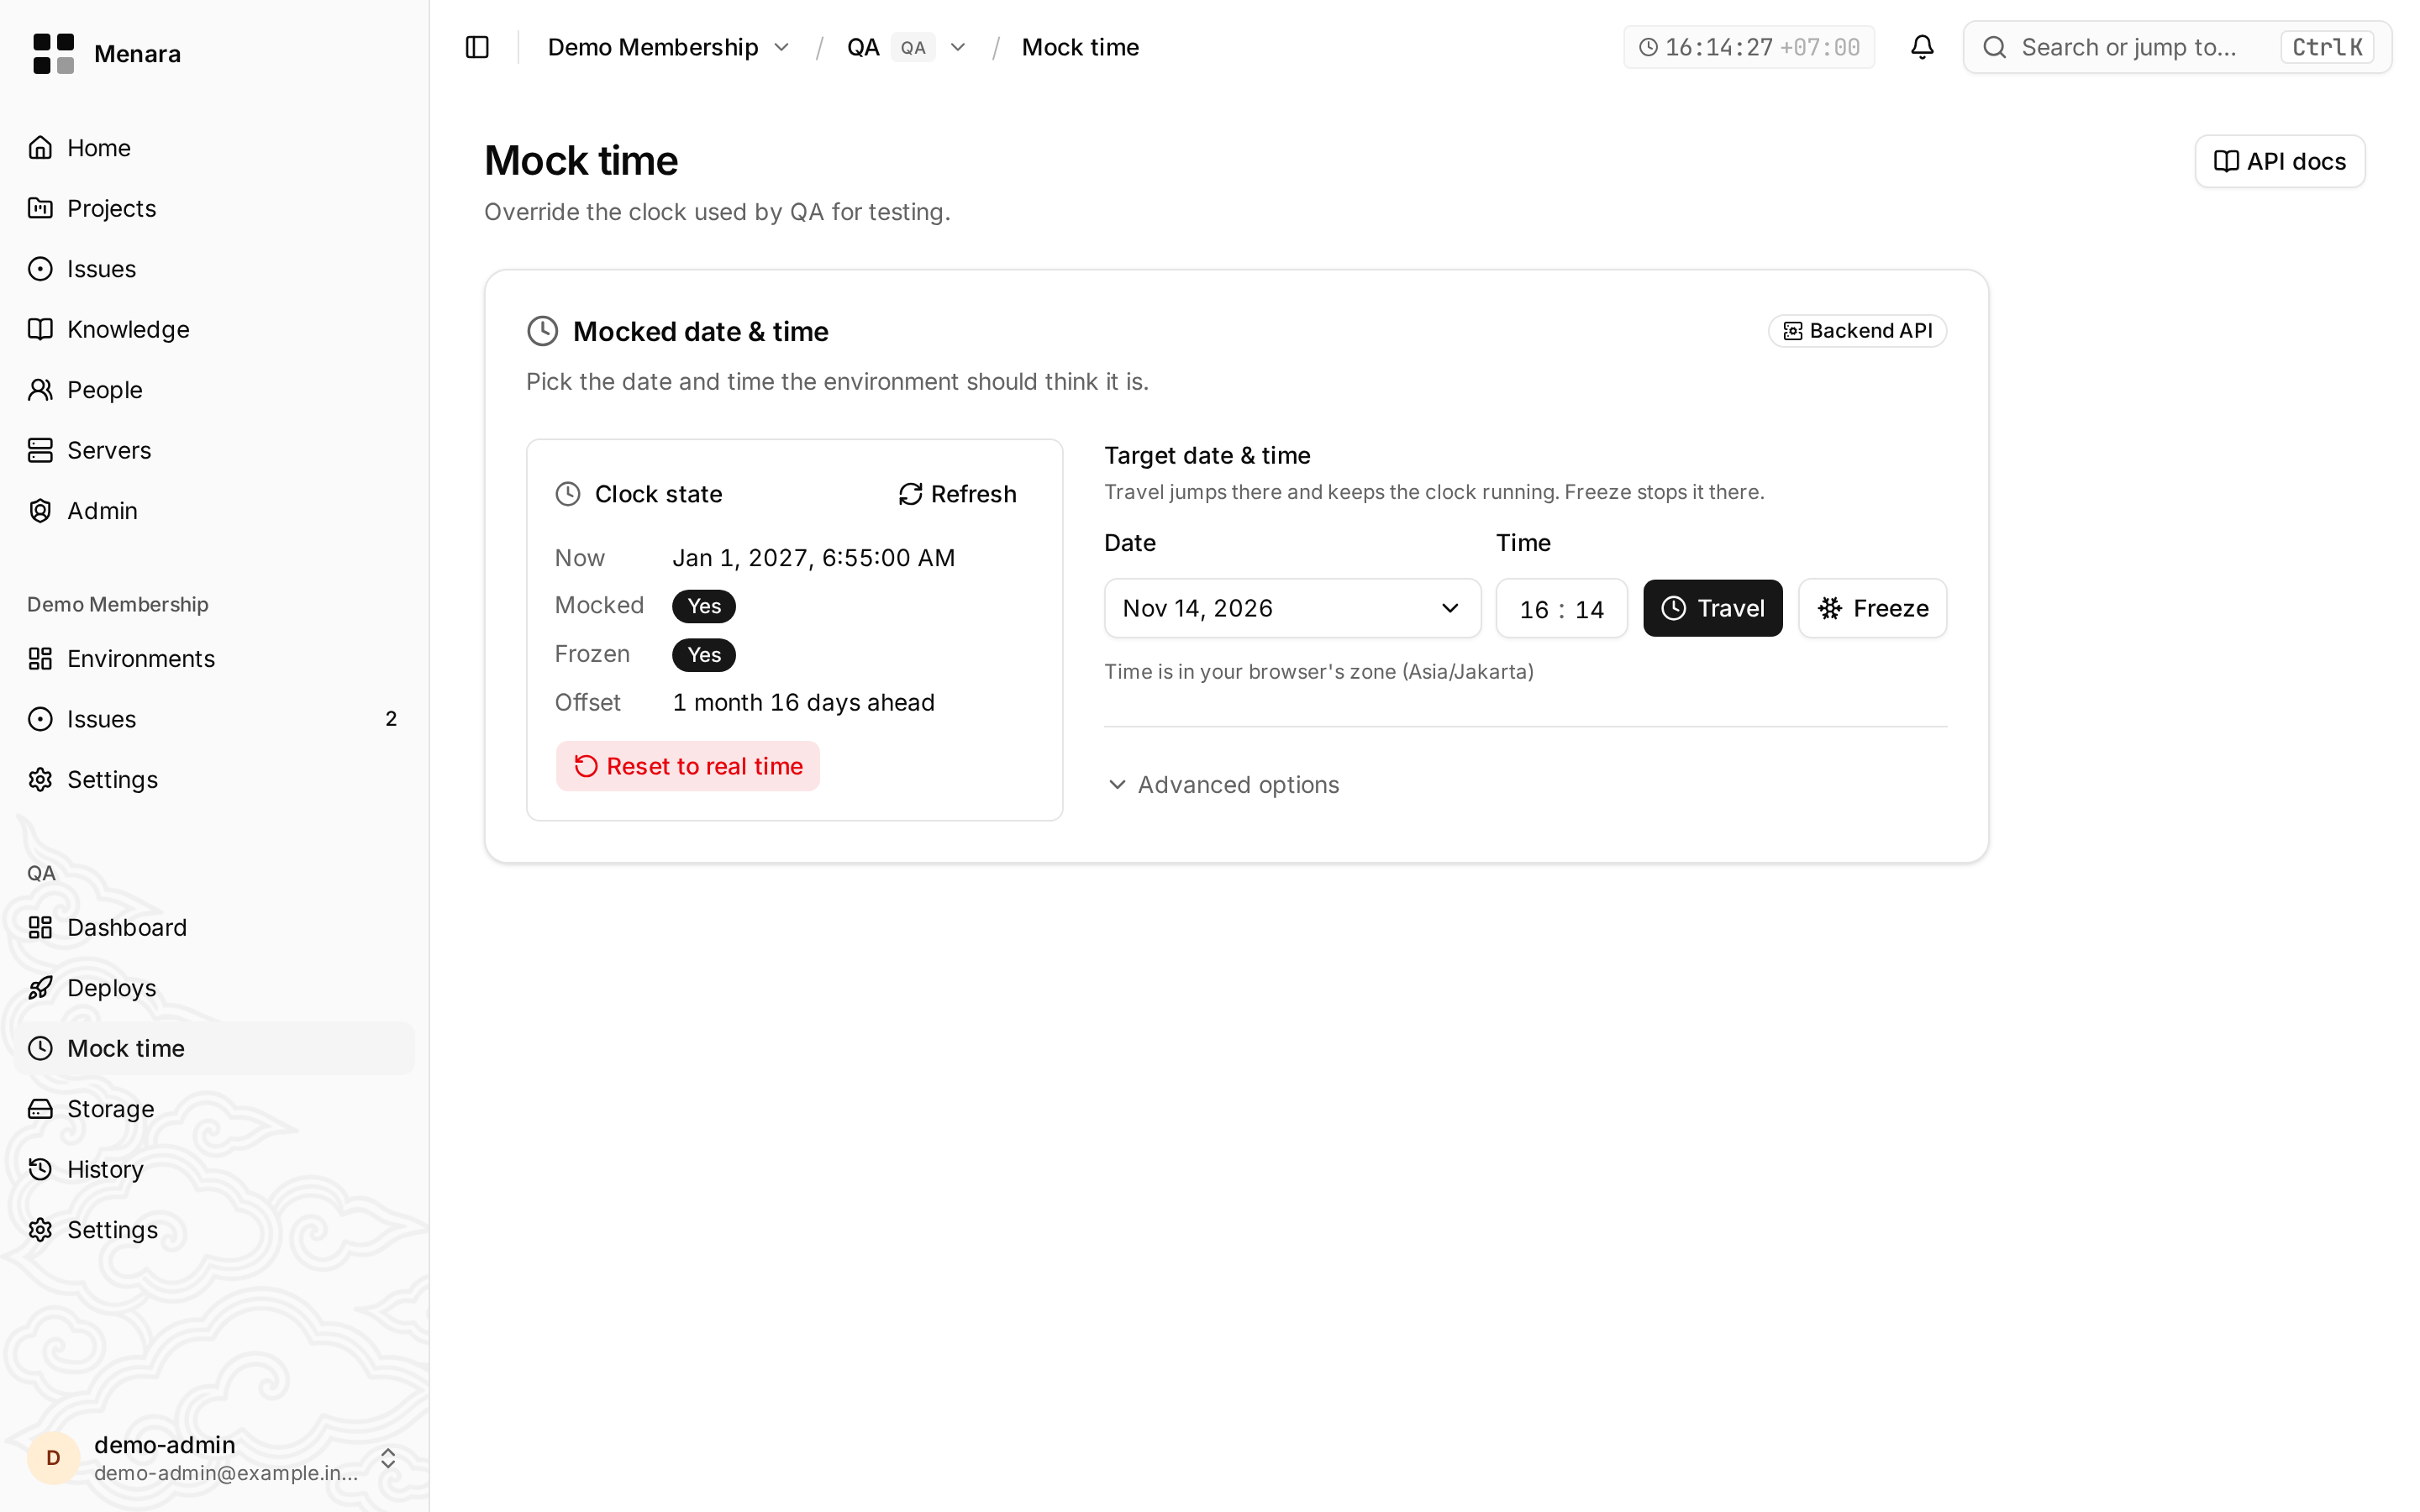 Menara
Home
Projects
Issues
Knowledge
People
Servers
Admin
Demo Membership
Environments
Issues 2
Settings
QA
Dashboard
Deploys
Mock time
Storage
History
Settings
D
demo-admin
demo-admin@example.in...
Demo Membership / QA QA / Mock time
16:14:27 +07:00
Search or jump to... Ctrl K
Mock time
Override the clock used by QA for testing.
API docs
Mocked date & time
Backend API
Pick the date and time the environment should think it is.
Clock state
Refresh
Now Jan 1, 2027, 6:55:00 AM
Mocked Yes
Frozen Yes
Offset 1 month 16 days ahead
Reset to real time
Target date & time
Travel jumps there and keeps the clock running. Freeze stops it there.
Date Time
Nov 14, 2026 16 : 14 Travel Freeze
Time is in your browser's zone (Asia/Jakarta)
Advanced options